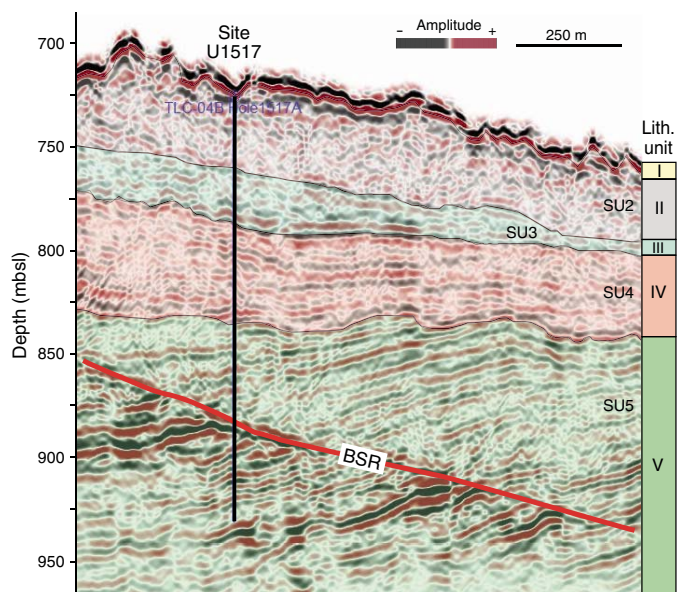 Site
U1517
- Amplitude +
250 m
TLC-04B Hole1517A
Depth (mbsl)
700
750
800
850
900
950
Lith.
unit
I
II
III
IV
V
SU2
SU3
SU4
SU5
BSR